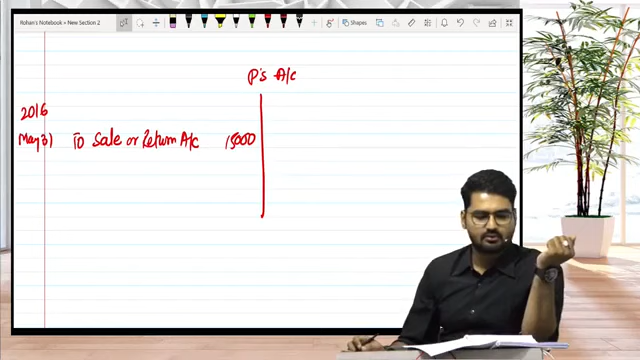 Rohan's Notebook » New Section 2
Shapes
P's A/c
2016
May 31 To Sale or Return A/c 15000